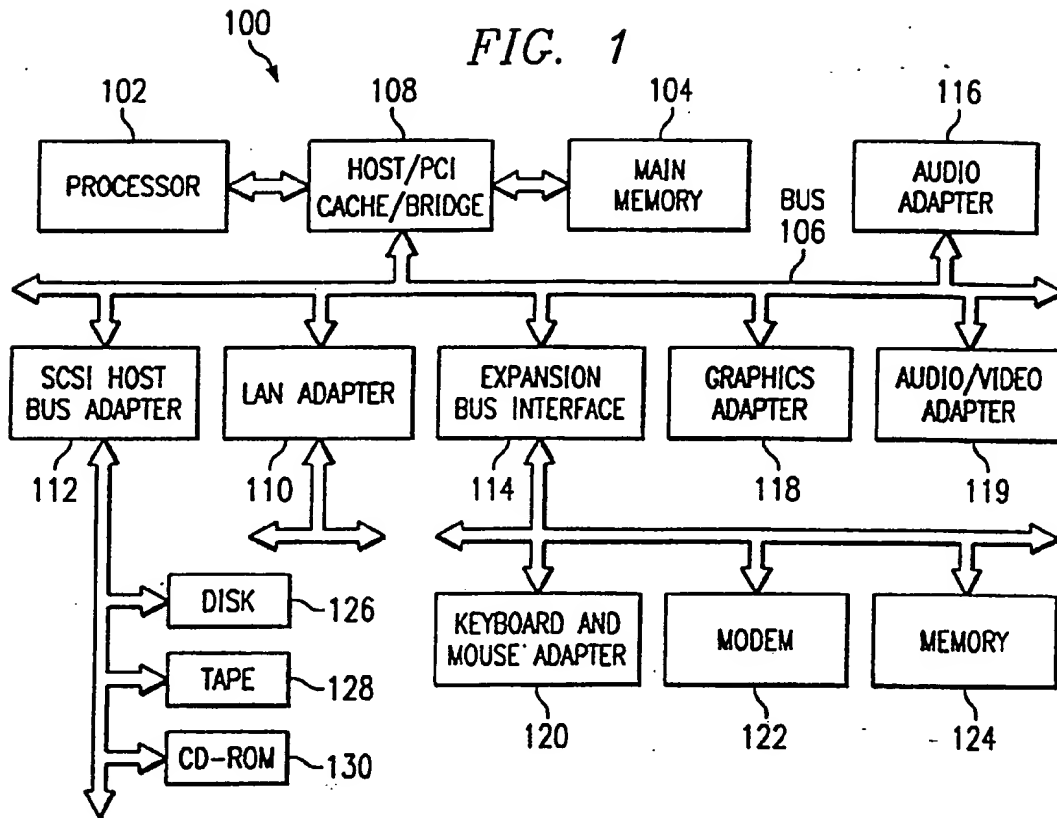 FIG. 1
100
102
108
104
116
PROCESSOR
HOST/PCI
CACHE/BRIDGE
MAIN
MEMORY
AUDIO
ADAPTER
BUS
106
SCSI HOST
BUS ADAPTER
LAN ADAPTER
EXPANSION
BUS INTERFACE
GRAPHICS
ADAPTER
AUDIO/VIDEO
ADAPTER
112
110
114
118
119
DISK
126
TAPE
128
CD-ROM
130
KEYBOARD AND
MOUSE ADAPTER
MODEM
MEMORY
120
122
124